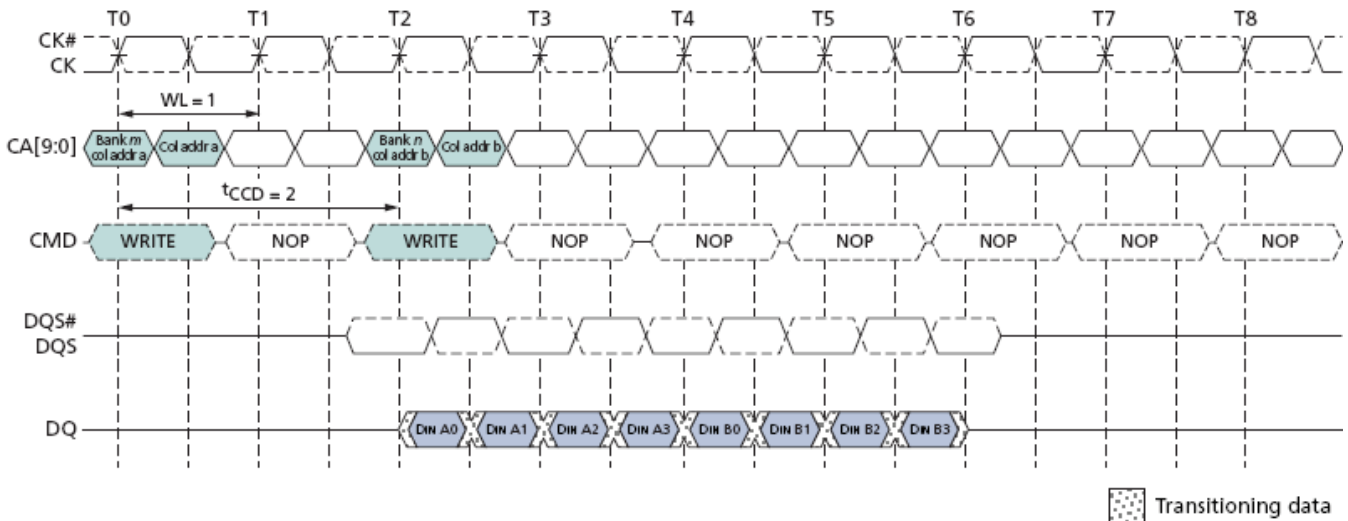 T0 T1 T2 T3 T4 T5 T6 T7 T8
CK#
CK
WL = 1
CA[9:0] Bank m col addr a Col addr a Bank n col addr b Col addr b
tCCD = 2
CMD WRITE NOP WRITE NOP NOP NOP NOP NOP NOP
DQS#
DQS
DQ DIN A0 DIN A1 DIN A2 DIN A3 DIN B0 DIN B1 DIN B2 DIN B3
Transitioning data